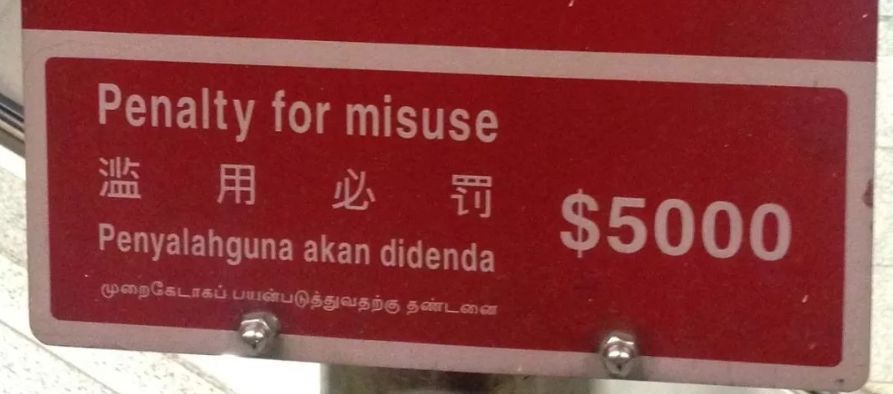 Penalty for misuse
滥用必罚
Penyalahguna akan didenda
முறைகேடாகப் பயன்படுத்துவதற்கு தண்டனை
$5000